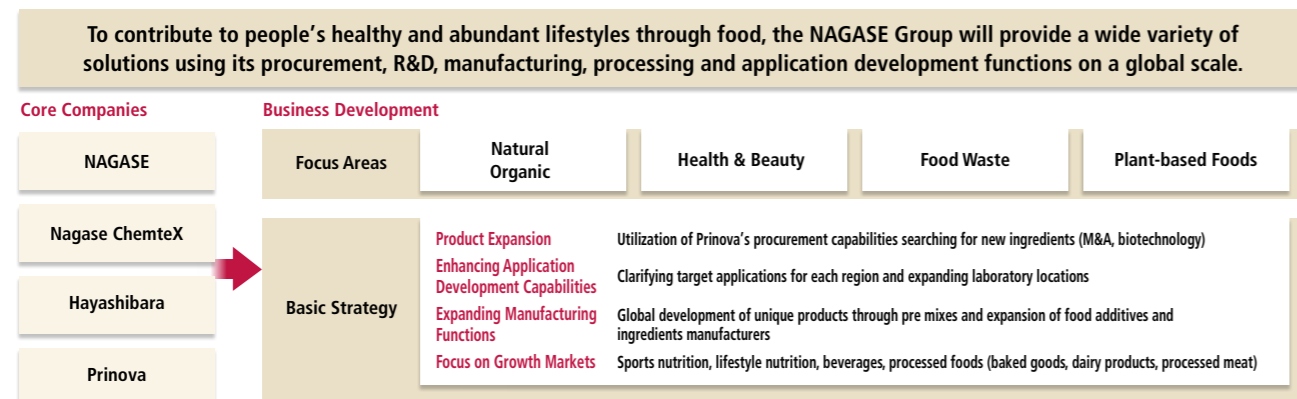 To contribute to people's healthy and abundant lifestyles through food, the NAGASE Group will provide a wide variety of
solutions using its procurement, R&D, manufacturing, processing and application development functions on a global scale.
Core Companies
Business Development
NAGASE
Nagase ChemteX
Hayashibara
Prinova
Focus Areas
Natural
Organic
Health & Beauty
Food Waste
Plant-based Foods
Basic Strategy
Product Expansion
Utilization of Prinova's procurement capabilities searching for new ingredients (M&A, biotechnology)
Enhancing Application
Development Capabilities
Clarifying target applications for each region and expanding laboratory locations
Expanding Manufacturing
Functions
Global development of unique products through pre mixes and expansion of food additives and
ingredients manufacturers
Focus on Growth Markets
Sports nutrition, lifestyle nutrition, beverages, processed foods (baked goods, dairy products, processed meat)